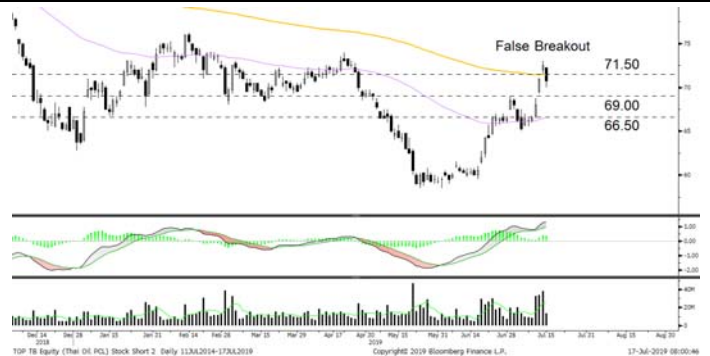 False Breakout
71.50
69.00
66.50
75
70
65
60
0.00
-1.00
-2.00
40M
20M
0
Dec 14 Dec 28 Jan 15 Jan 31 Feb 14 Feb 28 Mar 15 Mar 29 Apr 17 Apr 30 May 15 May 31 Jun 14 Jun 28 Jul 15 Jul 31 Aug 15 Aug 30
2018 2019
TOP TB Equity (Thai Oil PCL) Stock Short 2 Daily 11JUL2014-17JUL2019 Copyright© 2019 Bloomberg Finance L.P. 17-Jul-2019 08:00:46